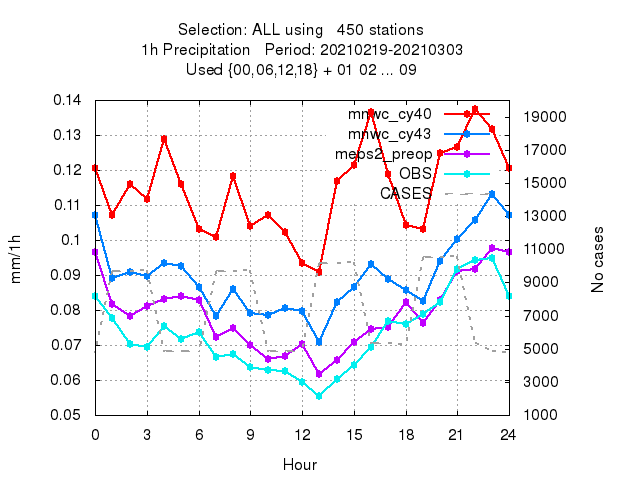 Selection: ALL using   450 stations
1h Precipitation   Period: 20210219-20210303
Used {00,06,12,18} + 01 02 ... 09
mm/1h
0.14
0.13
0.12
0.11
0.1
0.09
0.08
0.07
0.06
0.05
mnwc_cy40
mnwc_cy43
meps2_preop
OBS
CASES
19000
17000
15000
13000
11000
9000
7000
5000
3000
1000
No cases
0 3 6 9 12 15 18 21 24
Hour